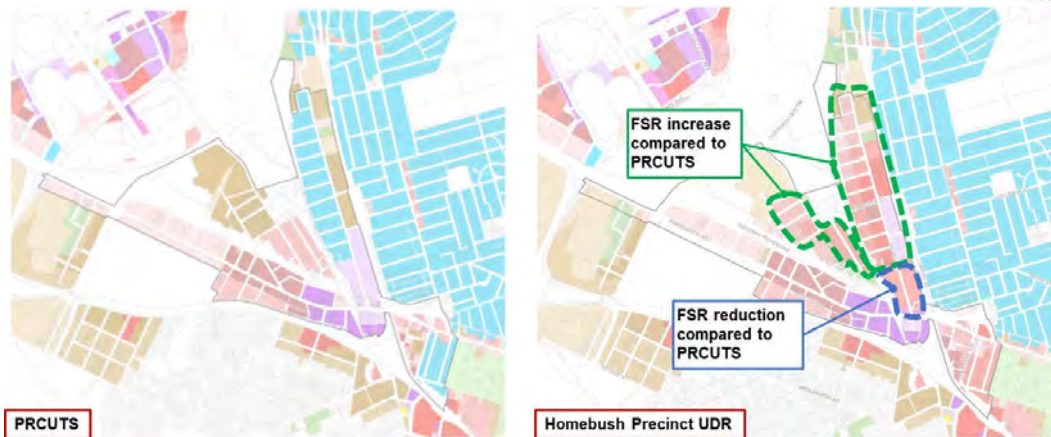 FSR increase
compared to
PRCUTS
FSR reduction
compared to
PRCUTS
PRCUTS
Homebush Precinct UDR